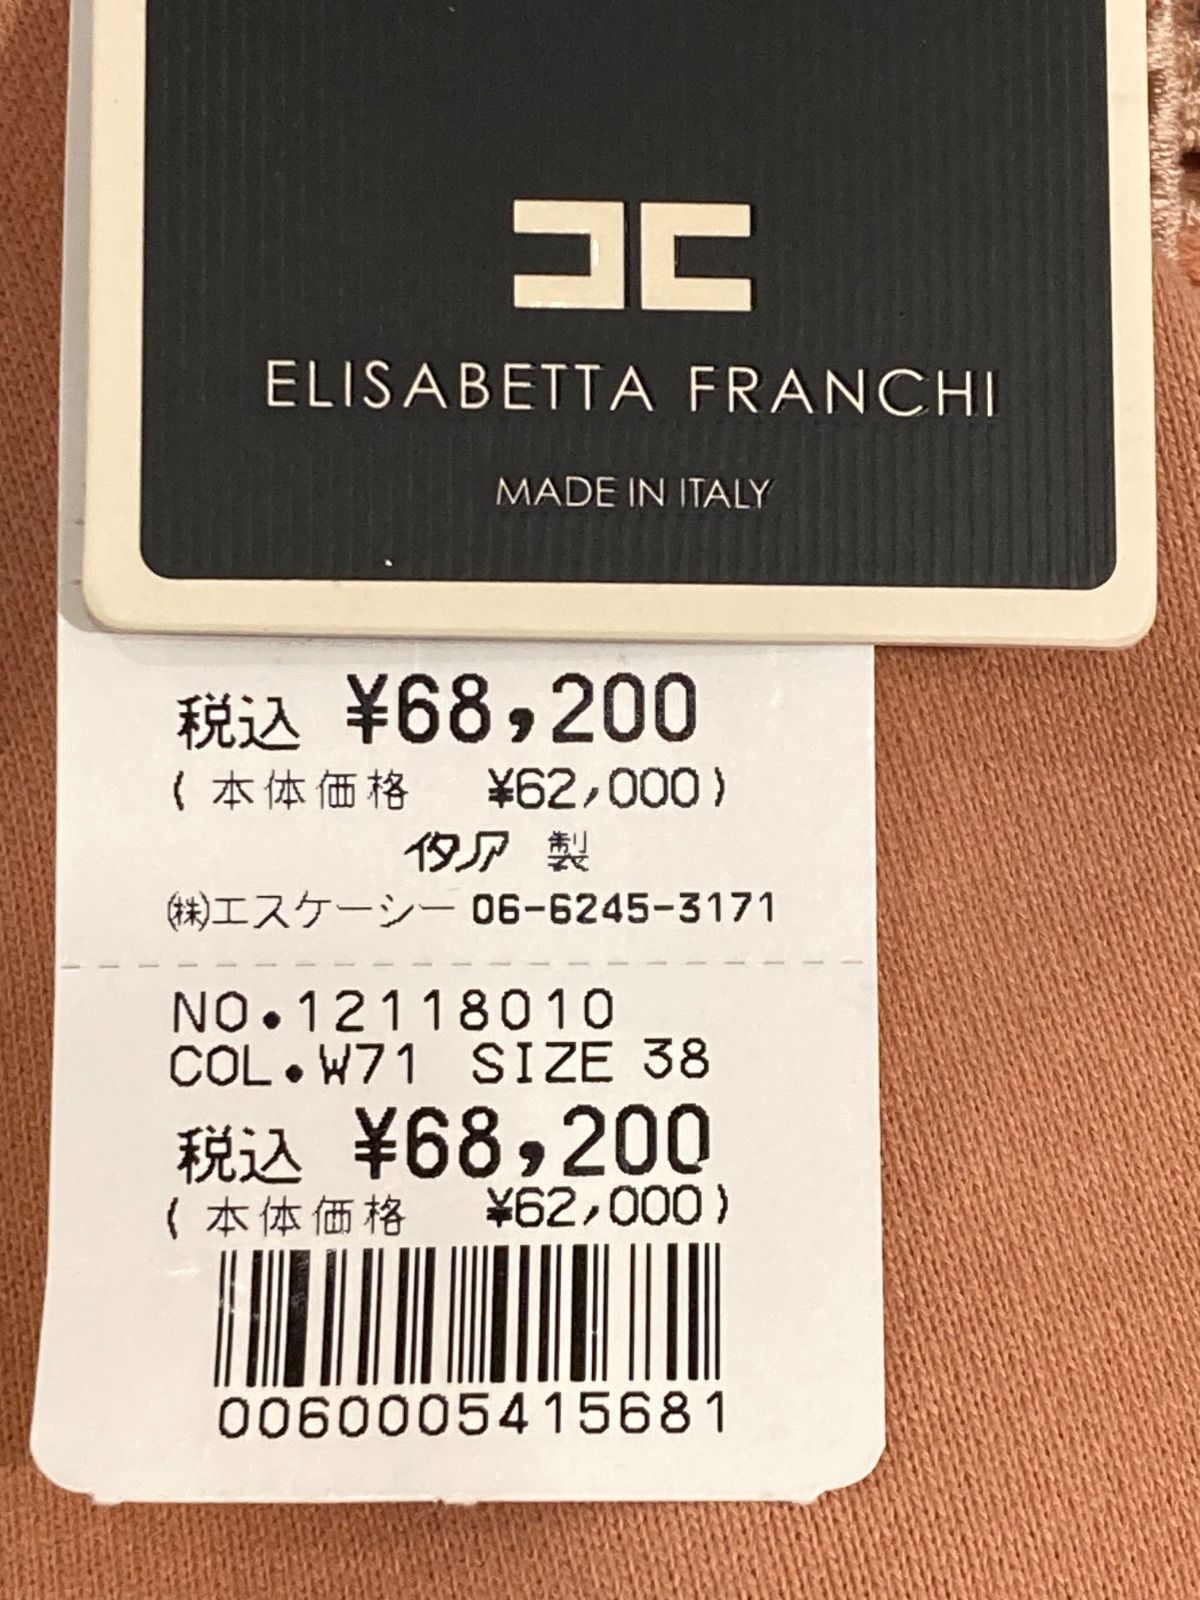 ELISABETTA FRANCHI
MADE IN ITALY
税込 ¥68,200
(本体価格 ¥62,000)
イタリア 製
㈱エスケーシー 06-6245-3171
NO.12118010
COL.W71 SIZE 38
税込 ¥68,200
(本体価格 ¥62,000)
0060005415681